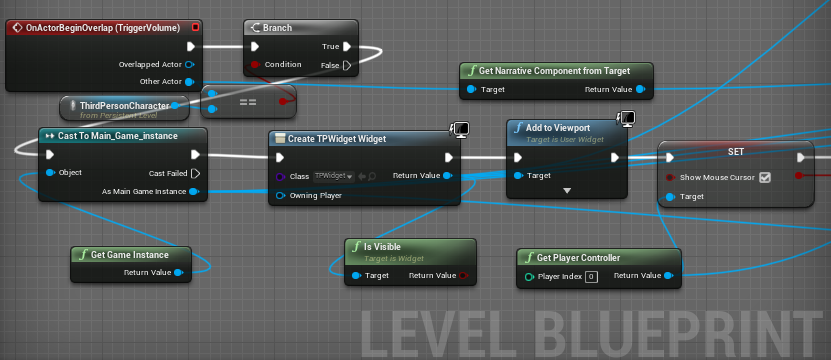 OnActorBeginOverlap (TriggerVolume)
Overlapped Actor
Other Actor
Branch
True
Condition
False
ThirdPersonCharacter
from Persistent Level
==
Get Narrative Component from Target
Target
Return Value
Cast To Main_Game_instance
Object
Cast Failed
As Main Game Instance
Create TPWidget Widget
Class
TPWidget
Return Value
Owning Player
Add to Viewport
Target is User Widget
Target
SET
Show Mouse Cursor
Target
Get Game Instance
Return Value
Is Visible
Target is Widget
Target
Return Value
Get Player Controller
Player Index 0
Return Value
LEVEL BLUEPRINT